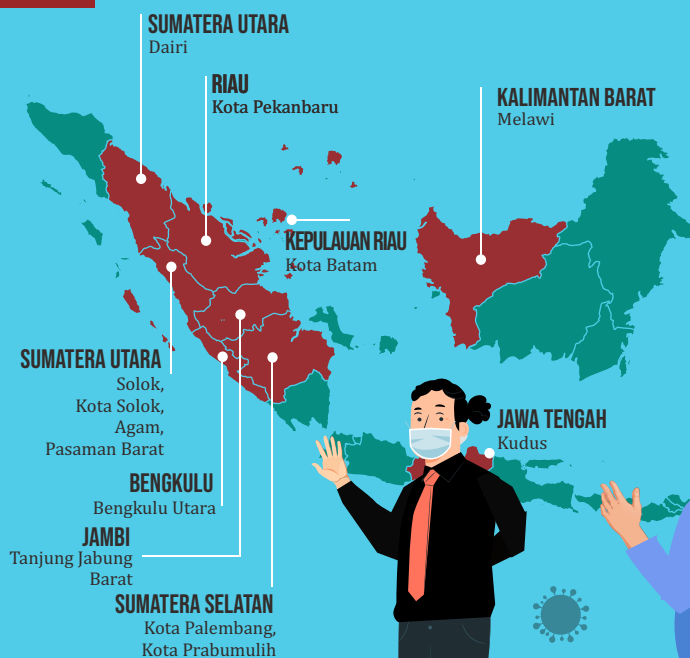 SUMATERA UTARA
Dairi
RIAU
Kota Pekanbaru
KALIMANTAN BARAT
Melawi
KEPULAUAN RIAU
Kota Batam
SUMATERA UTARA
Solok,
Kota Solok,
Agam,
Pasaman Barat
JAWA TENGAH
Kudus
BENGKULU
Bengkulu Utara
JAMBI
Tanjung Jabung
Barat
SUMATERA SELATAN
Kota Palembang,
Kota Prabumulih